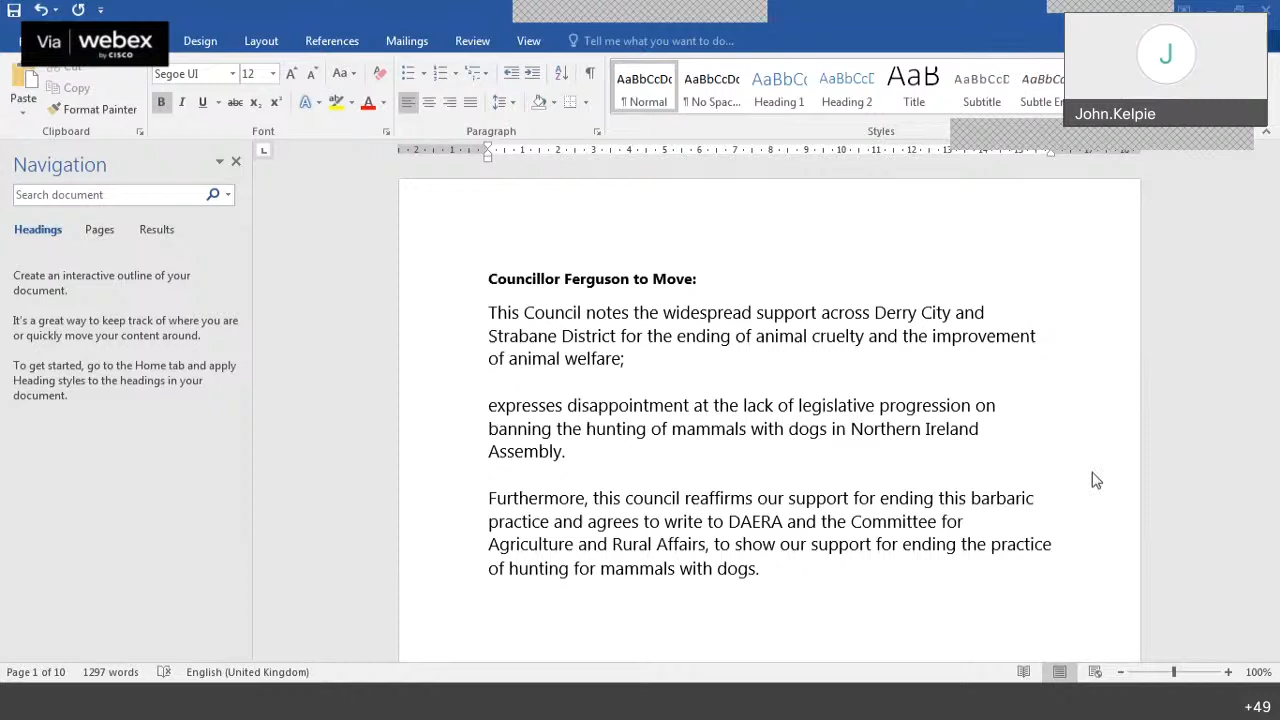 Via webex
by CISCO
Design Layout References Mailings Review View Tell me what you want to do...
J
John.Kelpie
Cut
Copy
Paste
Format Painter
Segoe UI 12
AaBbCcDc AaBbCcDc AaBbCc AaBbCcD AaB AaBbCcD
¶ Normal ¶ No Spac... Heading 1 Heading 2 Title Subtitle Subtle Em
Clipboard Font Paragraph Styles
Navigation
Search document
Headings Pages Results
Create an interactive outline of your
document.
It's a great way to keep track of where you are
or quickly move your content around.
To get started, go to the Home tab and apply
Heading styles to the headings in your
document.
Councillor Ferguson to Move:
This Council notes the widespread support across Derry City and
Strabane District for the ending of animal cruelty and the improvement
of animal welfare;
expresses disappointment at the lack of legislative progression on
banning the hunting of mammals with dogs in Northern Ireland
Assembly.
Furthermore, this council reaffirms our support for ending this barbaric
practice and agrees to write to DAERA and the Committee for
Agriculture and Rural Affairs, to show our support for ending the practice
of hunting for mammals with dogs.
Page 1 of 10 1297 words English (United Kingdom) 100%
+49